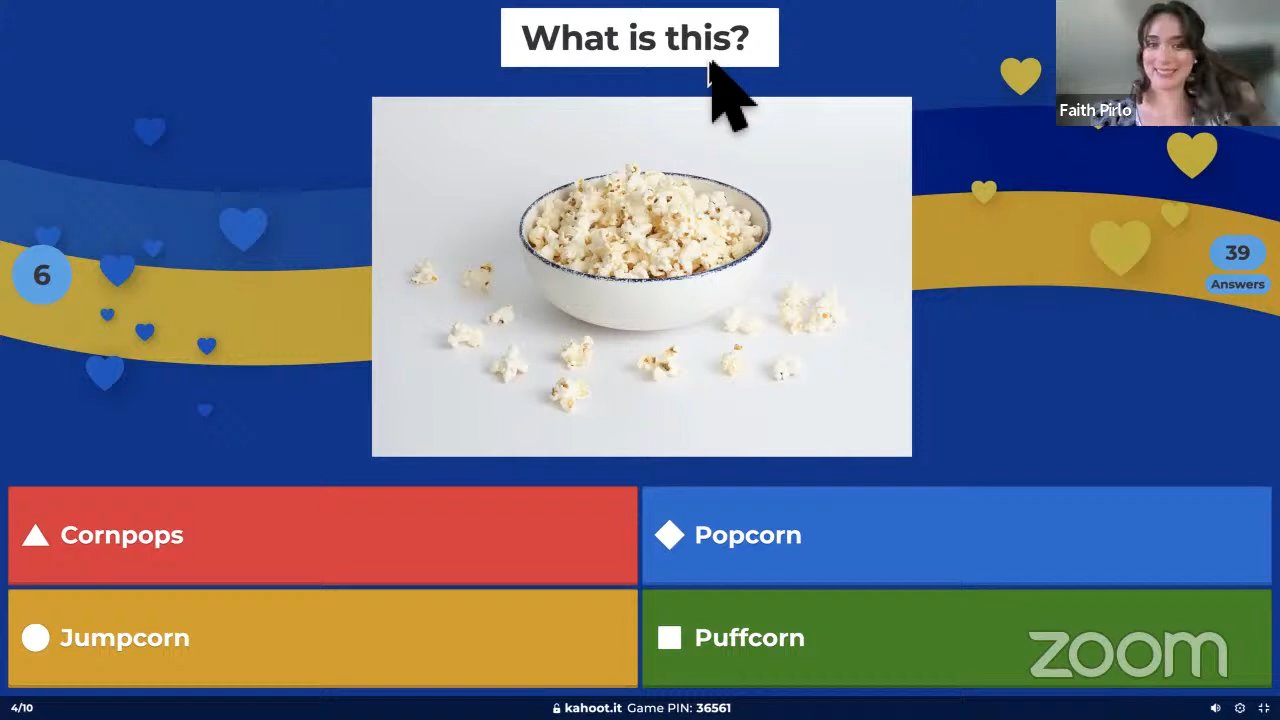 What is this?
Faith Pirlo
6
39
Answers
Cornpops
Popcorn
Jumpcorn
Puffcorn
zoom
4/10
kahoot.it Game PIN: 36561